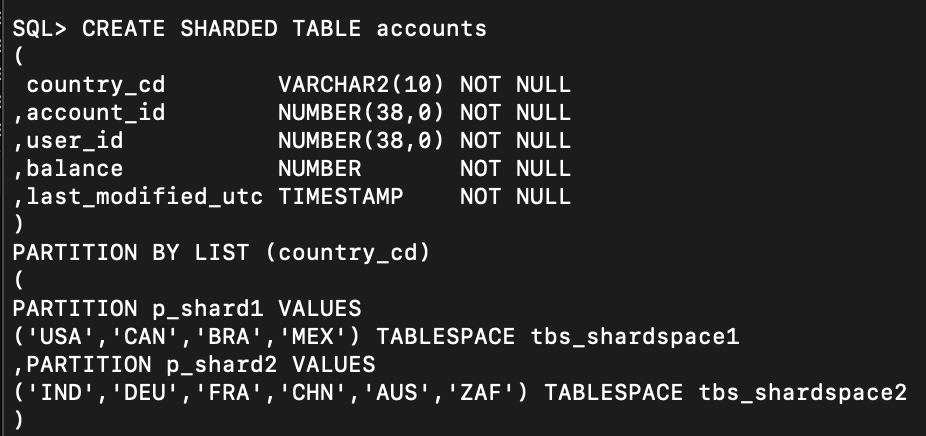 SQL> CREATE SHARDED TABLE accounts
(
 country_cd        VARCHAR2(10) NOT NULL
,account_id        NUMBER(38,0) NOT NULL
,user_id           NUMBER(38,0) NOT NULL
,balance           NUMBER       NOT NULL
,last_modified_utc TIMESTAMP    NOT NULL
)
PARTITION BY LIST (country_cd)
(
PARTITION p_shard1 VALUES
('USA','CAN','BRA','MEX') TABLESPACE tbs_shardspace1
,PARTITION p_shard2 VALUES
('IND','DEU','FRA','CHN','AUS','ZAF') TABLESPACE tbs_shardspace2
)